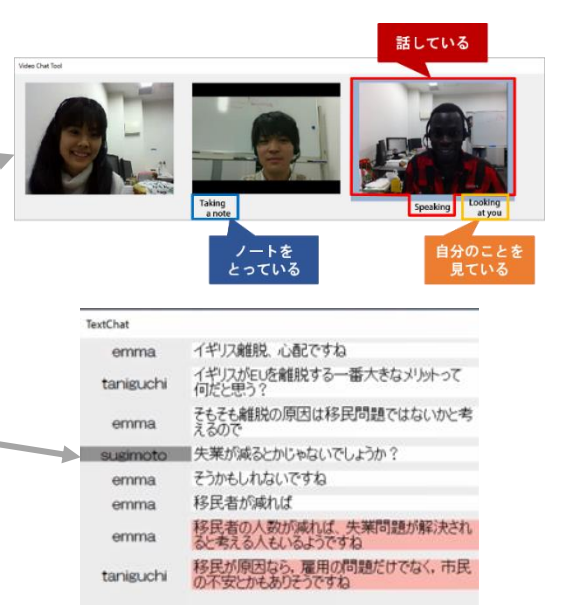 話している
Video Chat Tool
Taking
a note
Speaking
Looking
at you
ノートを
とっている
自分のことを
見ている
TextChat
emma
イギリス離脱、心配ですね
taniguchi
イギリスがEUを離脱する一番大きなメリットって
何だと思う？
emma
そもそも離脱の原因は移民問題ではないかと考
えるので
sugimoto
失業が減るとかじゃないでしょうか？
emma
そうかもしれないですね
emma
移民者が減れば
emma
移民者の人数が減れば、失業問題が解決され
ると考える人もいるようですね
taniguchi
移民が原因なら，雇用の問題だけでなく，市民
の不安とかもありそうですね